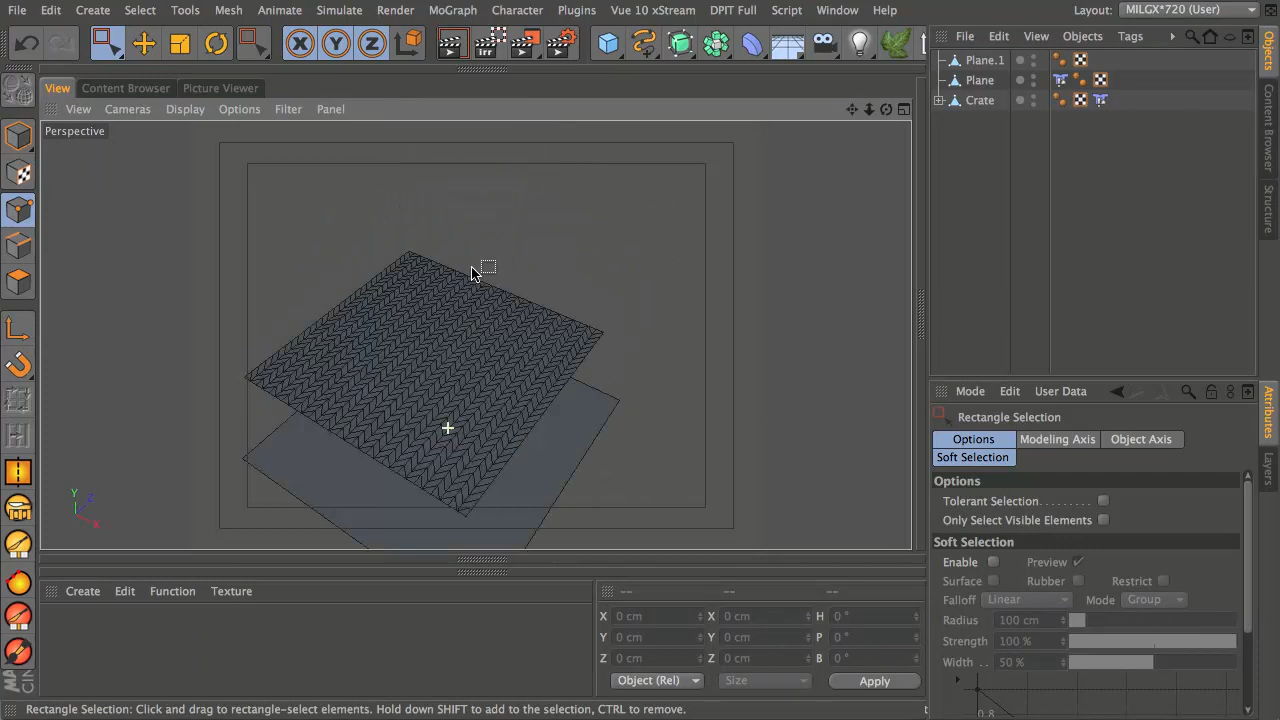 File Edit Create Select Tools Mesh Snapping Animate Simulate Render MoGraph Character Plugins Vue 10 xStream DPIT Full Script Window Help
Layout: MILGX*720 (User)
File Edit View Objects Tags
View Content Browser Picture Viewer
View Cameras Display Options Filter Panel
Perspective
Plane.1
Plane
Crate
Objects
Content Browser
Structure
Y
Z
X
Mode Edit User Data
Rectangle Selection
Options Modeling Axis Object Axis
Soft Selection
Options
Tolerant Selection
Only Select Visible Elements
Soft Selection
Enable Preview
Surface Rubber Restrict
Falloff Linear Mode Group
Radius 100 cm
Strength 100 %
Width 50 %
0.8
Attributes
Layers
Create Edit Function Texture
-- -- --
X 0 cm X 0 cm H 0 °
Y 0 cm Y 0 cm P 0 °
Z 0 cm Z 0 cm B 0 °
Object (Rel) Size Apply
Rectangle Selection: Click and drag to rectangle-select elements. Hold down SHIFT to add to the selection, CTRL to remove.